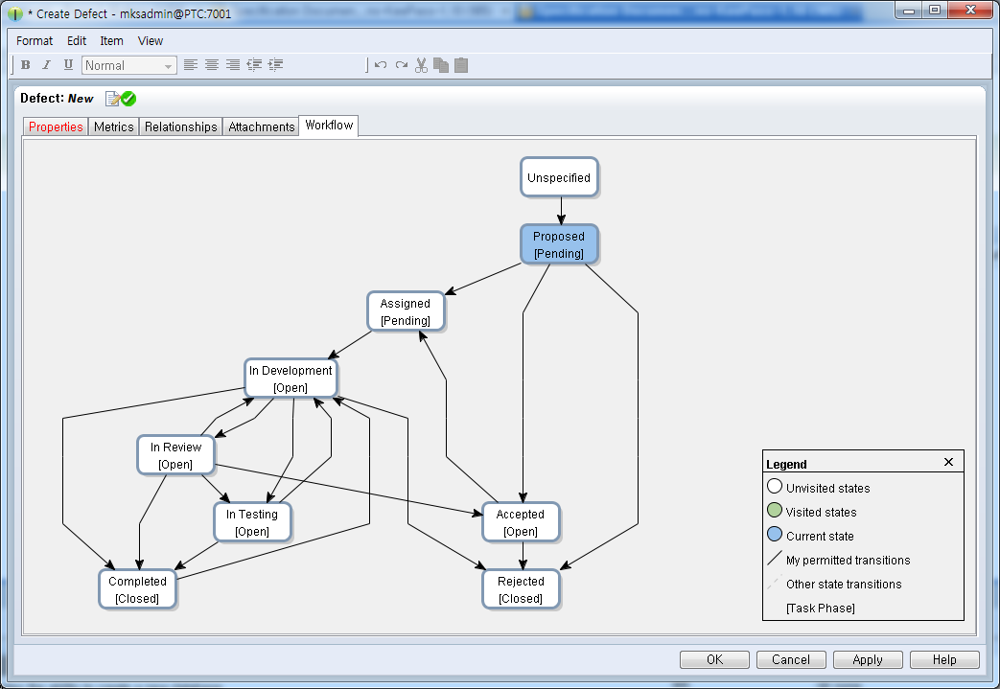 * Create Defect - mksadmin@PTC:7001
Format Edit Item View
B I U Normal
Defect: New
Properties Metrics Relationships Attachments Workflow
Unspecified
Proposed
[Pending]
Assigned
[Pending]
In Development
[Open]
In Review
[Open]
In Testing
[Open]
Accepted
[Open]
Completed
[Closed]
Rejected
[Closed]
Legend
Unvisited states
Visited states
Current state
My permitted transitions
Other state transitions
[Task Phase]
OK Cancel Apply Help